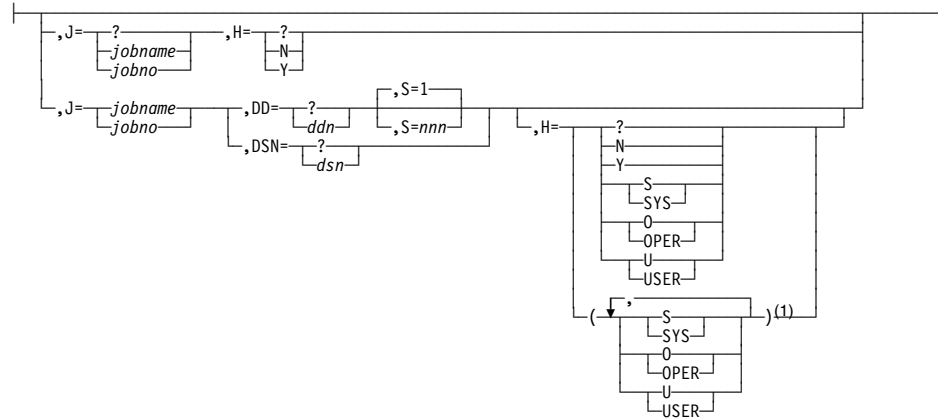 ,J= ? ,H= ?
jobname N
jobno Y
,S=1
,J= jobname ,DD= ?
jobno ddn ,S=nnn ,H= ?
,DSN= ? N
dsn Y
S
SYS
O
OPER
U
USER
,
( S )(1)
SYS
O
OPER
U
USER